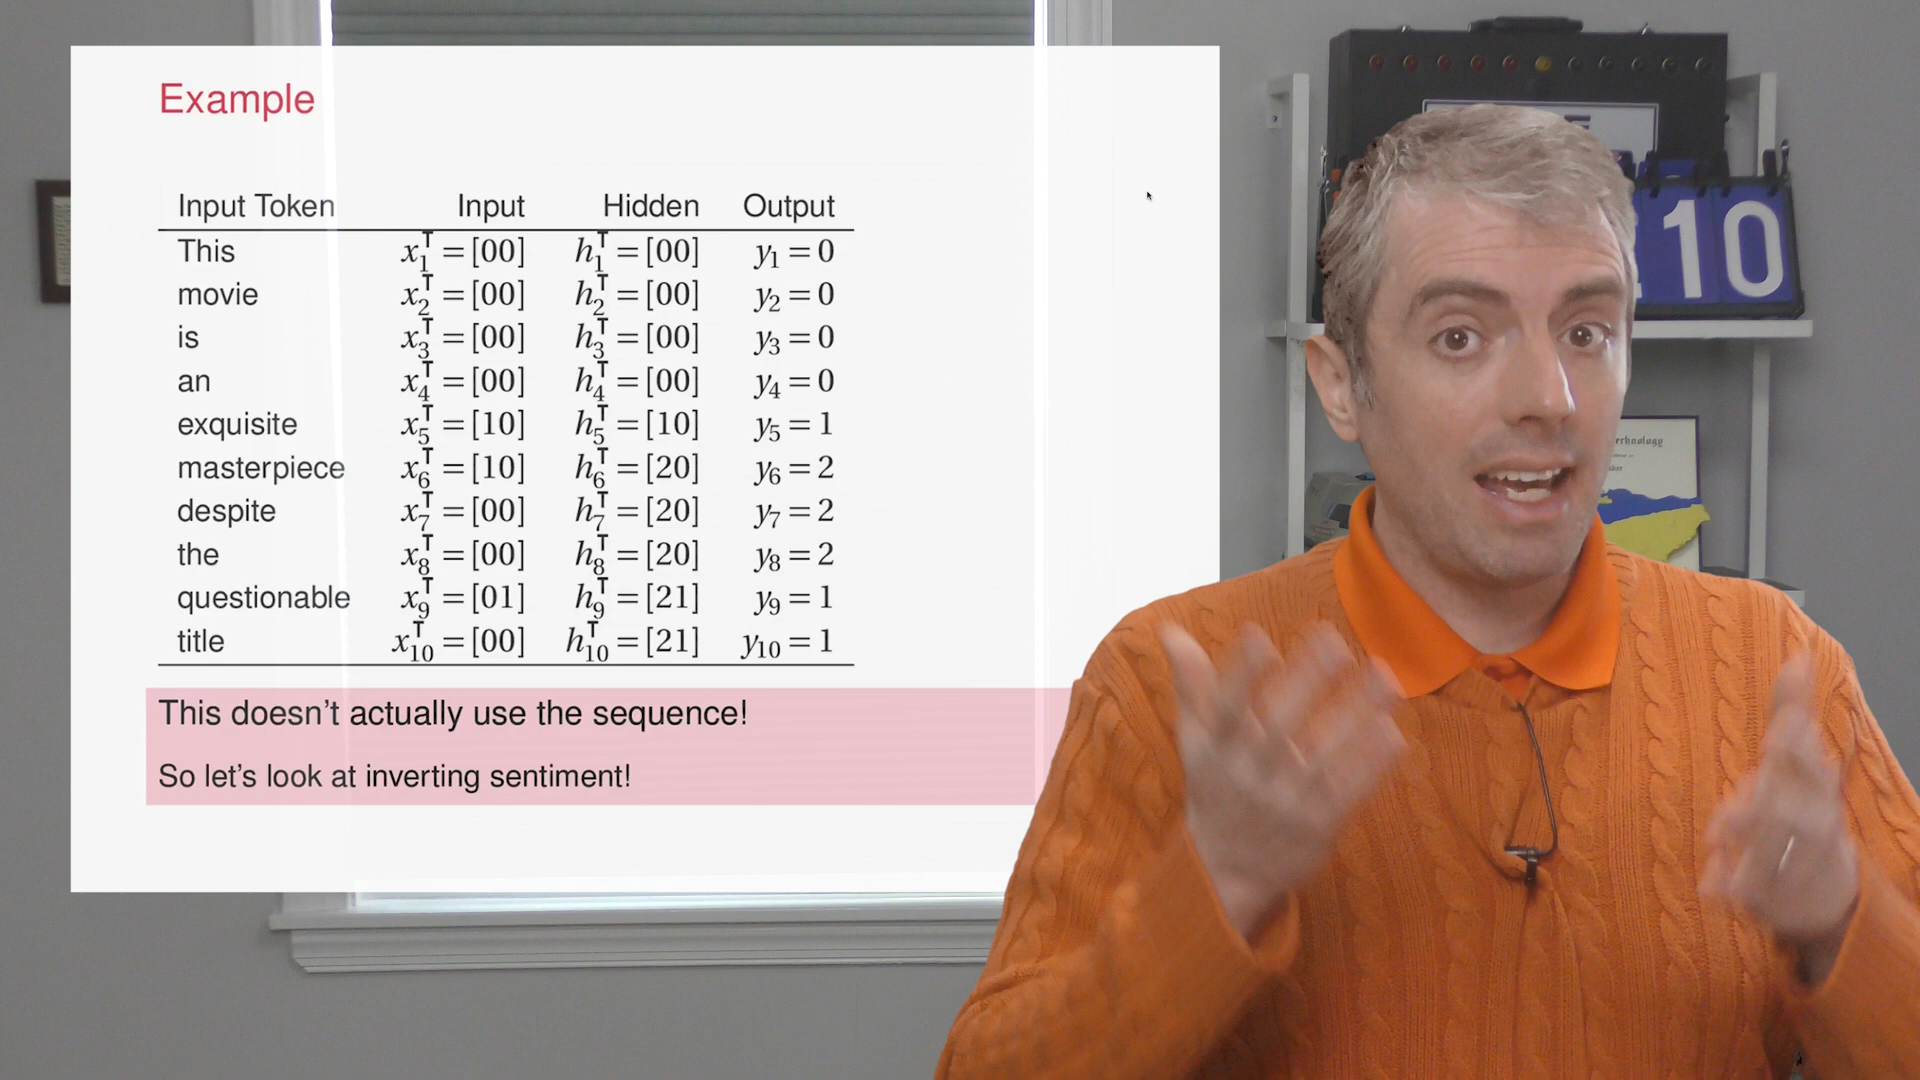 Example
Input Token Input Hidden Output
This x₁ᵀ = [00] h₁ᵀ = [00] y₁ = 0
movie x₂ᵀ = [00] h₂ᵀ = [00] y₂ = 0
is x₃ᵀ = [00] h₃ᵀ = [00] y₃ = 0
an x₄ᵀ = [00] h₄ᵀ = [00] y₄ = 0
exquisite x₅ᵀ = [10] h₅ᵀ = [10] y₅ = 1
masterpiece x₆ᵀ = [10] h₆ᵀ = [20] y₆ = 2
despite x₇ᵀ = [00] h₇ᵀ = [20] y₇ = 2
the x₈ᵀ = [00] h₈ᵀ = [20] y₈ = 2
questionable x₉ᵀ = [01] h₉ᵀ = [21] y₉ = 1
title x₁₀ᵀ = [00] h₁₀ᵀ = [21] y₁₀ = 1
This doesn't actually use the sequence!
So let's look at inverting sentiment!
10